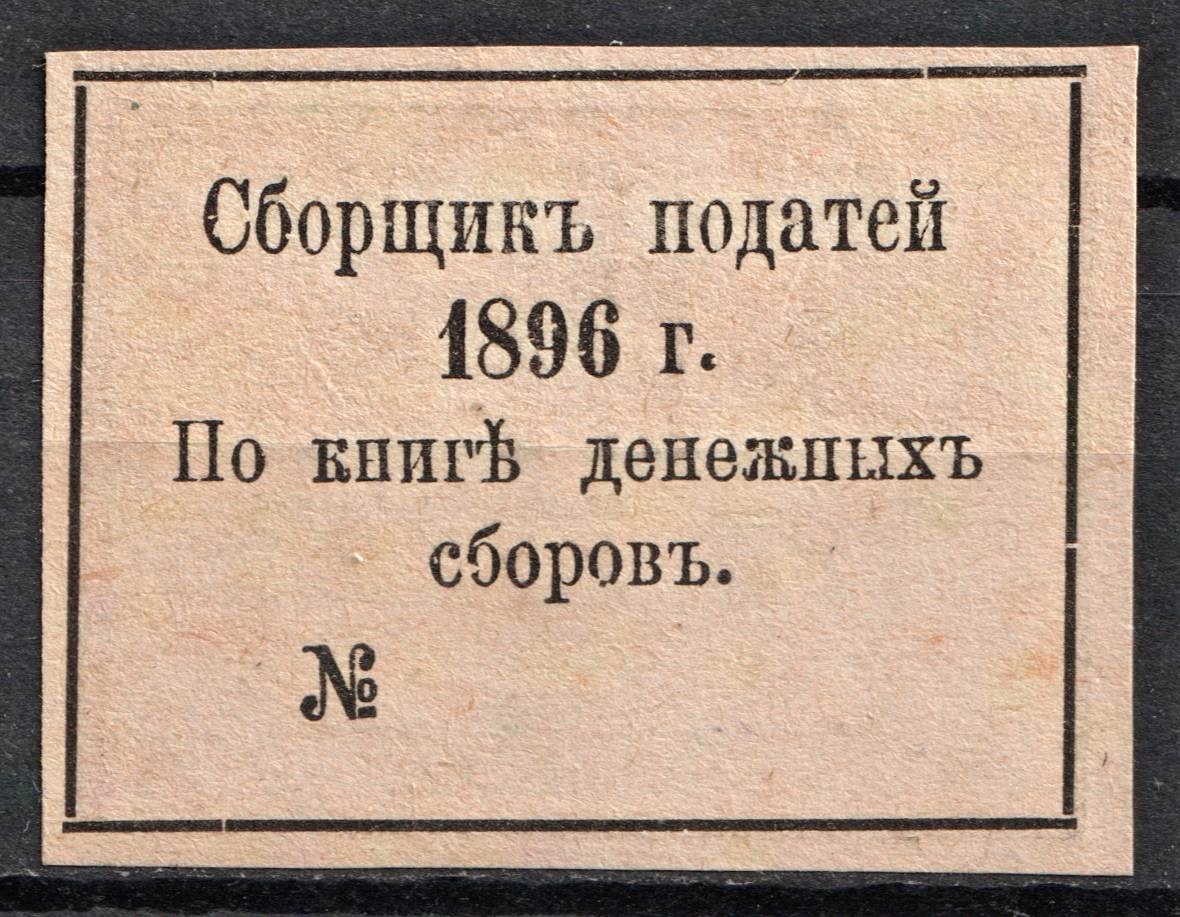 Сборщикъ податей
1896 г.
По книгѣ денежныхъ
сборовъ.
№